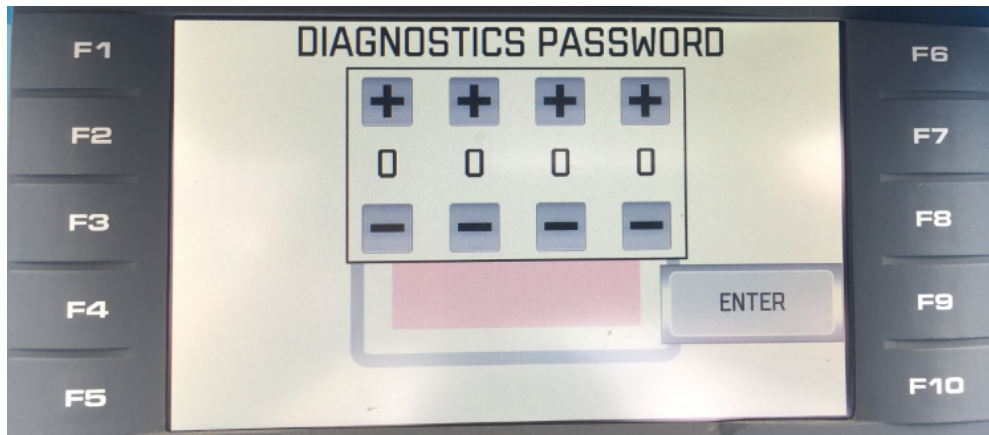 DIAGNOSTICS PASSWORD
F1
F6
+ + + +
F2
F7
0 0 0 0
F3
F8
- - - -
F4
ENTER
F9
F5
F10